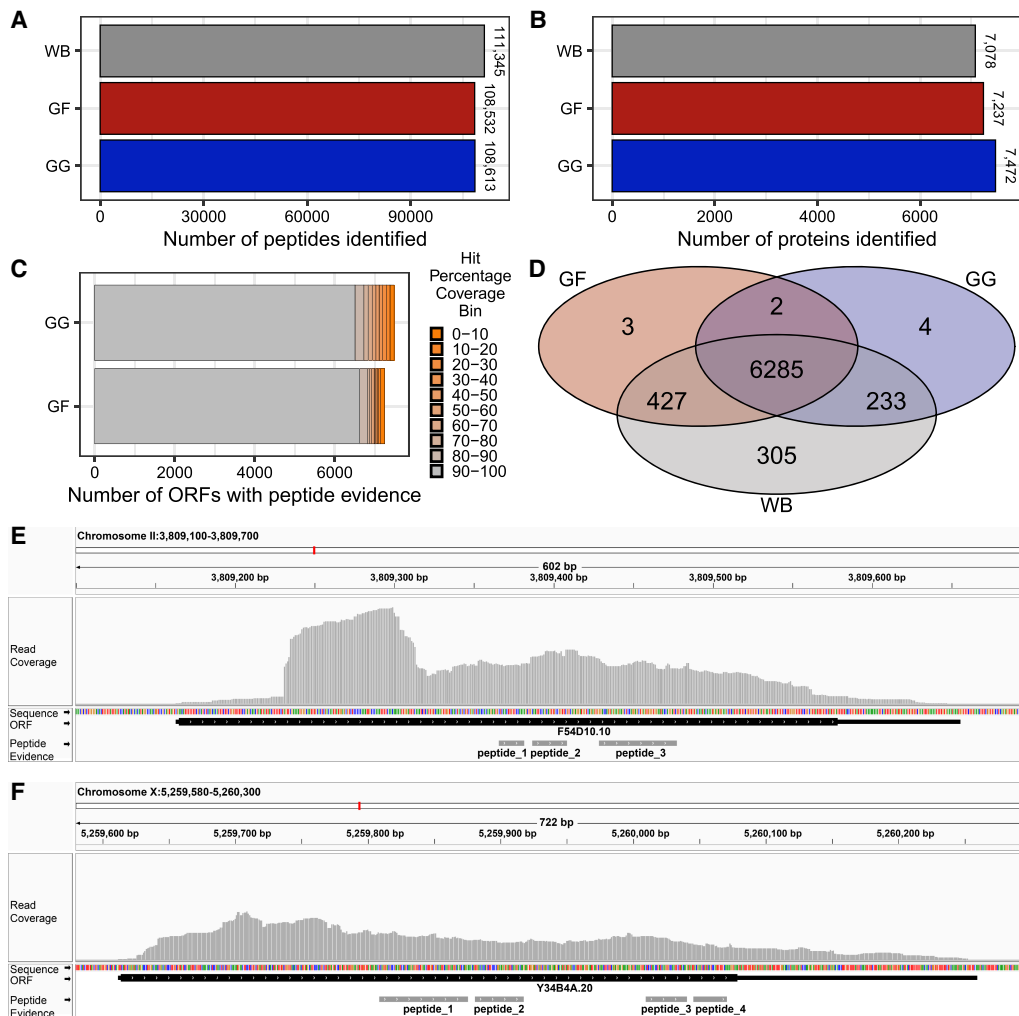 A
WB
GF
GG
111,345
108,532
108,613
0 30000 60000 90000
Number of peptides identified
B
WB
GF
GG
7,078
7,237
7,472
0 2000 4000 6000
Number of proteins identified
C
GG
GF
0 2000 4000 6000
Number of ORFs with peptide evidence
Hit
Percentage
Coverage
Bin
0−10
10−20
20−30
30−40
40−50
50−60
60−70
70−80
80−90
90−100
D
GF
GG
3
2
4
6285
427
233
305
WB
E
Chromosome II:3,809,100-3,809,700
602 bp
3,809,200 bp 3,809,300 bp 3,809,400 bp 3,809,500 bp 3,809,600 bp
Read
Coverage
Sequence
ORF
F54D10.10
Peptide
Evidence
peptide_1 peptide_2 peptide_3
F
Chromosome X:5,259,580-5,260,300
722 bp
5,259,600 bp 5,259,700 bp 5,259,800 bp 5,259,900 bp 5,260,000 bp 5,260,100 bp 5,260,200 bp
Read
Coverage
Sequence
ORF
Y34B4A.20
Peptide
Evidence
peptide_1 peptide_2 peptide_3 peptide_4